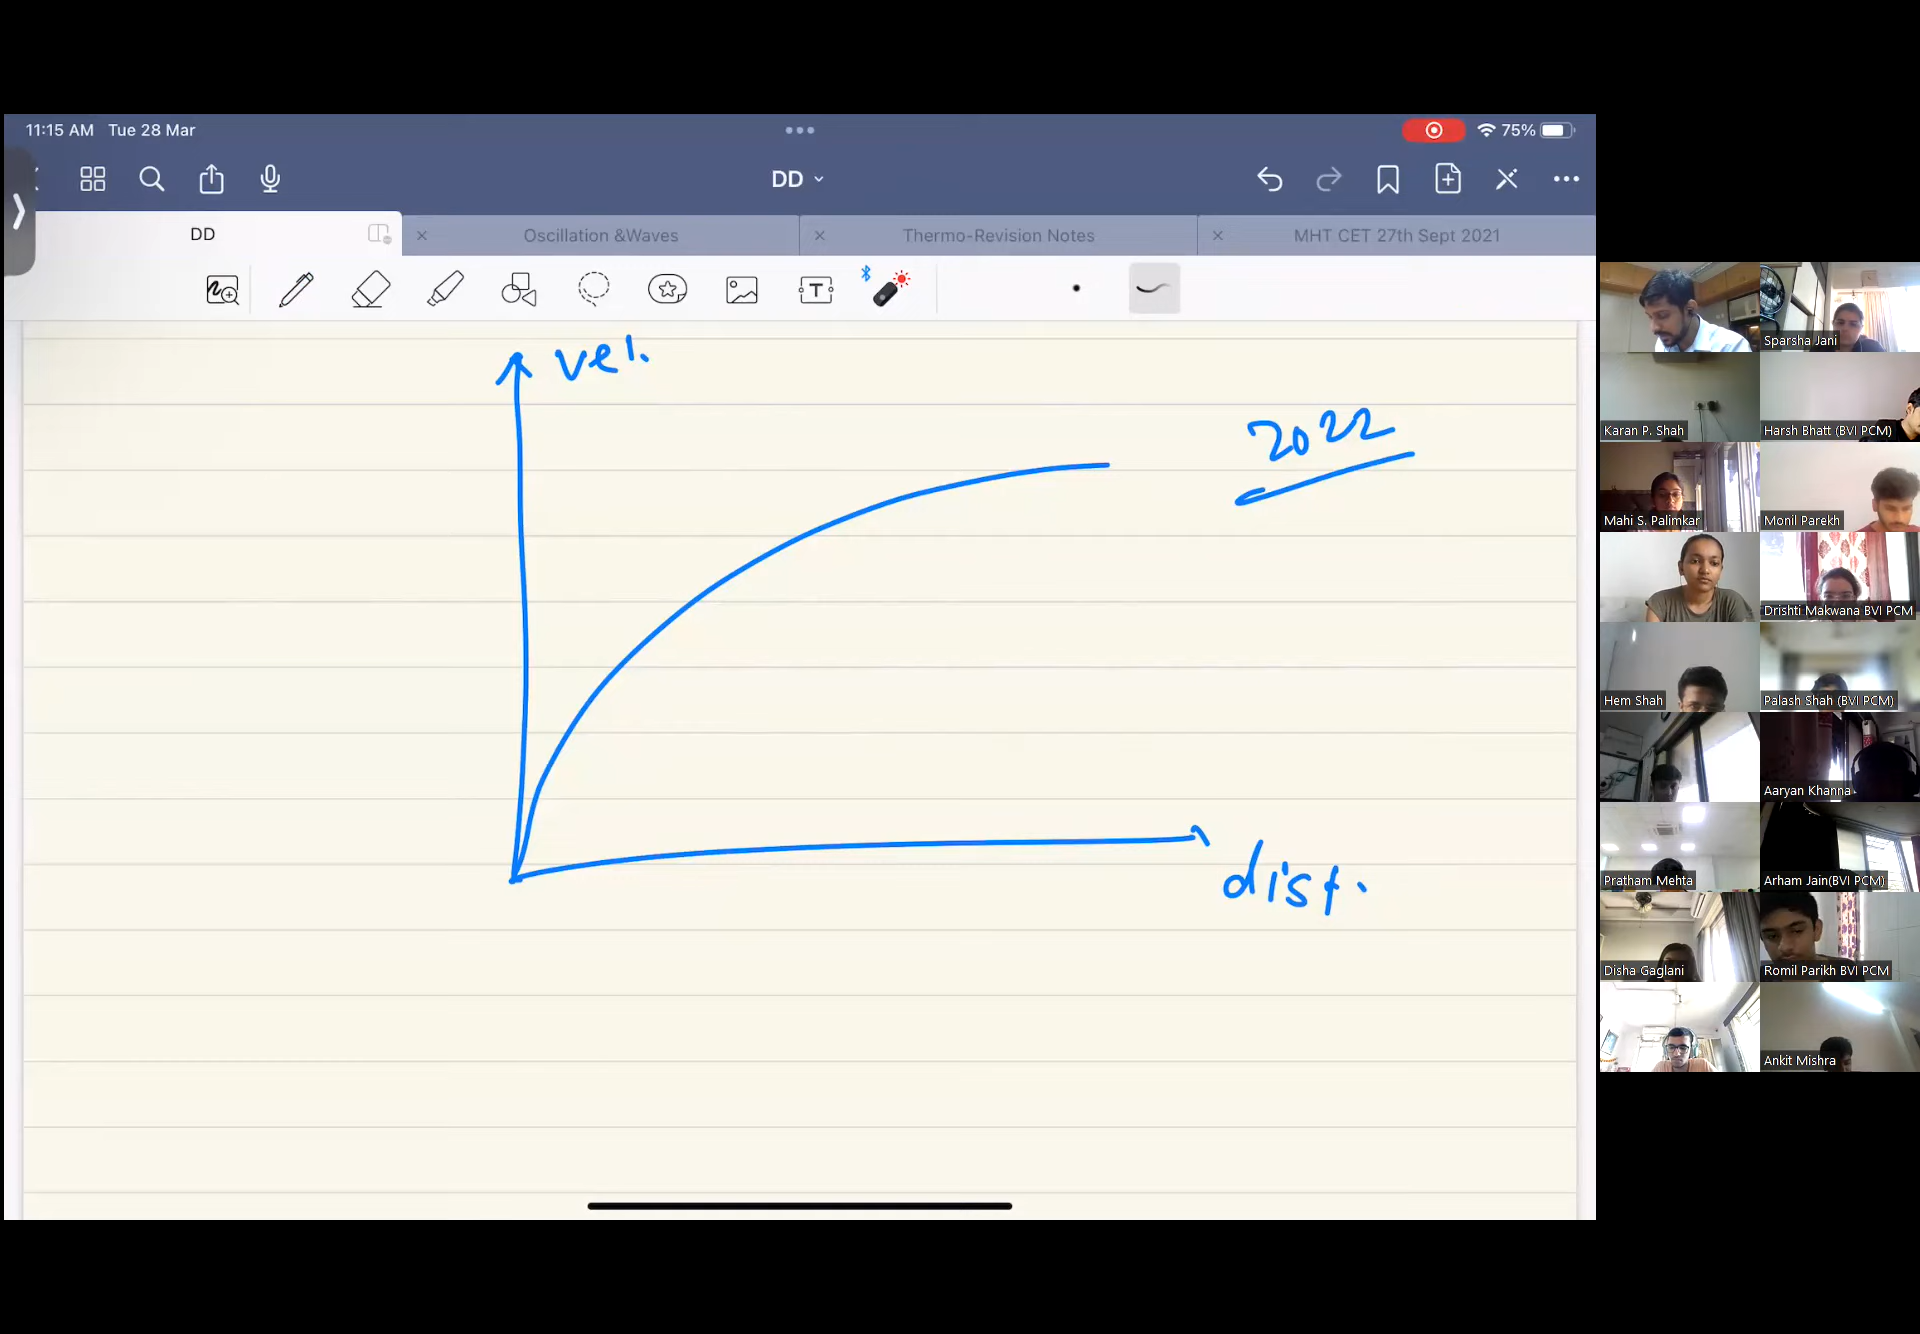 11:15 AM Tue 28 Mar
75%
DD
DD
Oscillation &Waves
Thermo-Revision Notes
MHT CET 27th Sept 2021
T
vel.
2022
dist.
Sparsha Jani
Karan P. Shah
Harsh Bhatt (BVI PCM)
Mahi S. Palimkar
Monil Parekh
Drishti Makwana BVI PCM
Hem Shah
Palash Shah (BVI PCM)
Aaryan Khanna
Pratham Mehta
Arham Jain(BVI PCM)
Disha Gaglani
Romil Parikh BVI PCM
Ankit Mishra